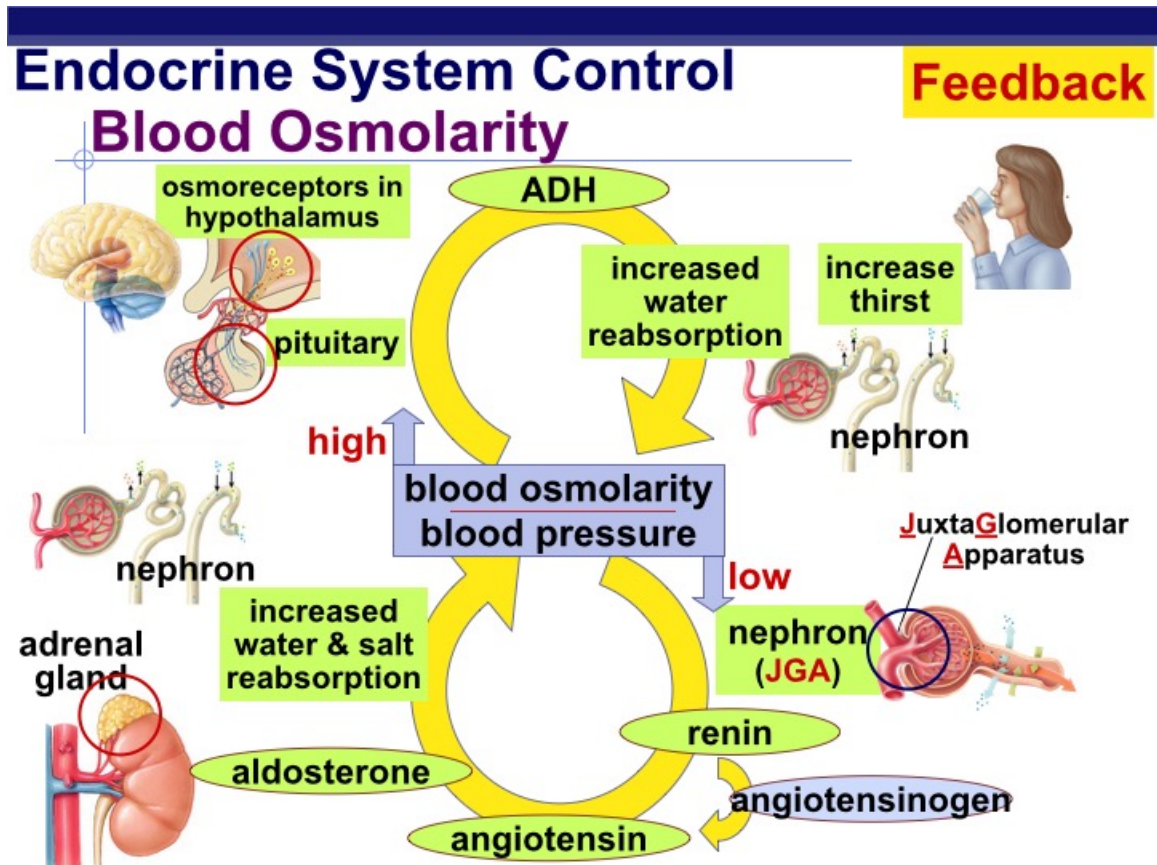 Endocrine System Control
Feedback
Blood Osmolarity
osmoreceptors in
hypothalamus
pituitary
ADH
increased
water
reabsorption
increase
thirst
nephron
high
blood osmolarity
blood pressure
low
JuxtaGlomerular
Apparatus
nephron
(JGA)
renin
angiotensinogen
angiotensin
aldosterone
increased
water & salt
reabsorption
nephron
adrenal
gland